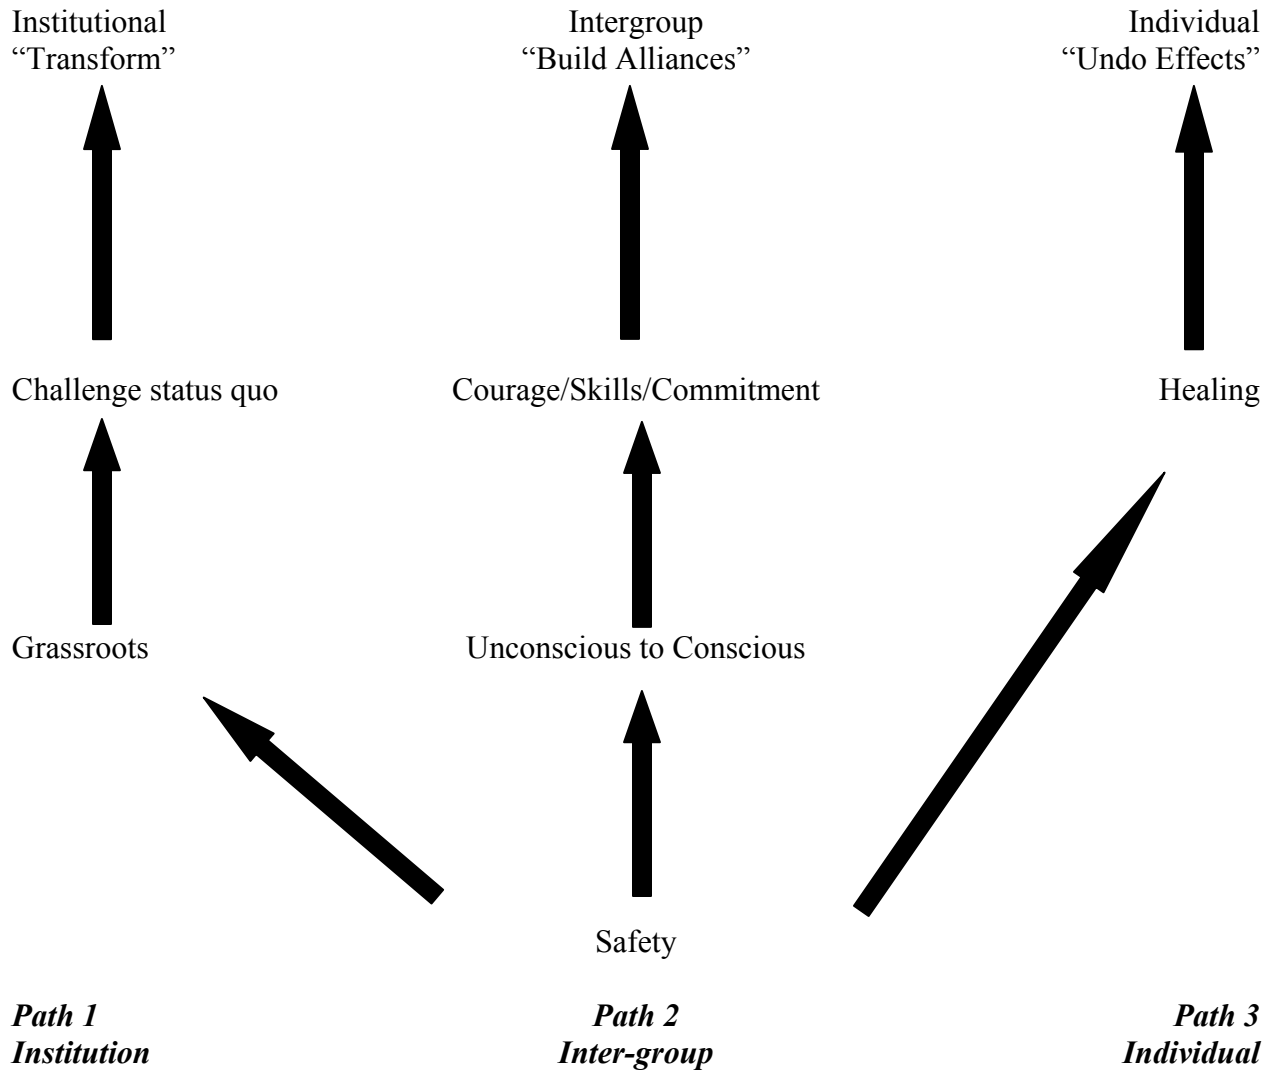 Institutional
“Transform”
Intergroup
“Build Alliances”
Individual
“Undo Effects”
Challenge status quo
Courage/Skills/Commitment
Healing
Grassroots
Unconscious to Conscious
Safety
Path 1
Institution
Path 2
Inter-group
Path 3
Individual